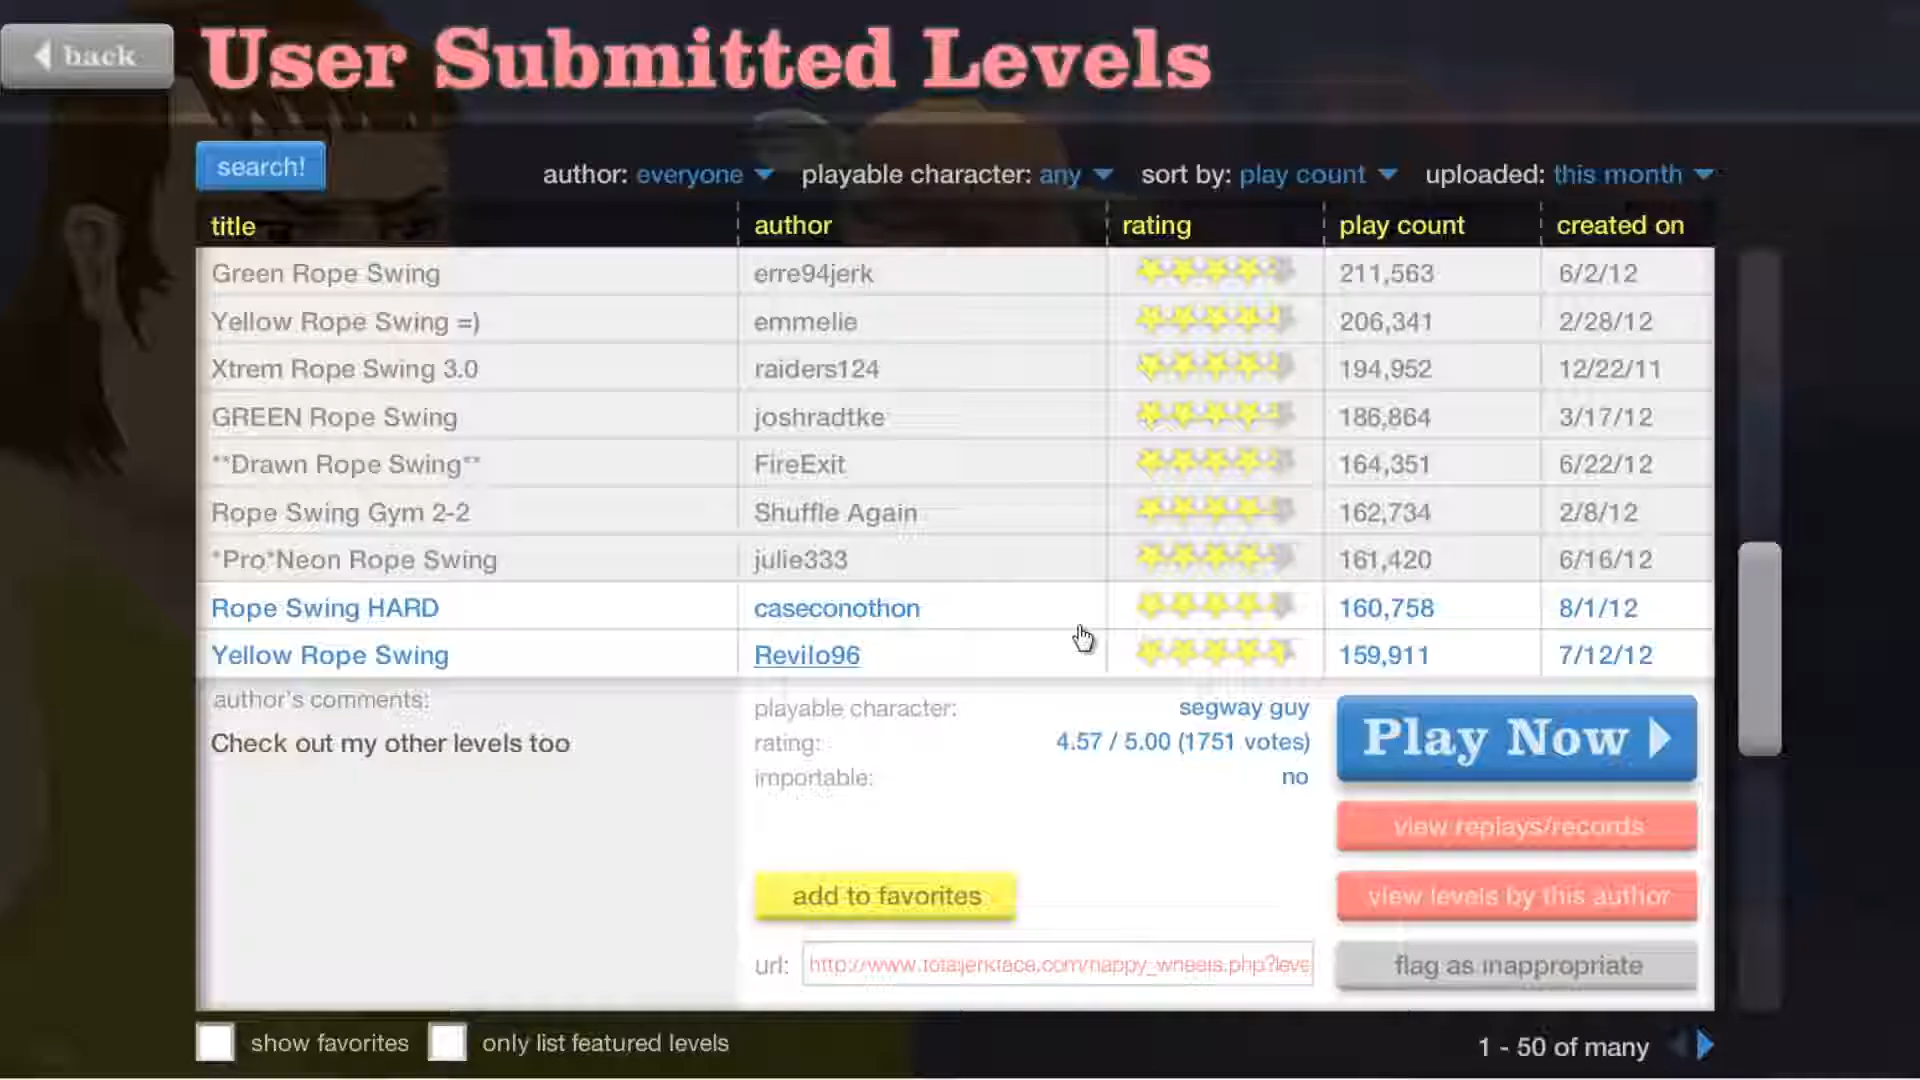 back
User Submitted Levels
search!
author: everyone playable character: any sort by: play count uploaded: this month
title author rating play count created on
Green Rope Swing erre94jerk 211,563 6/2/12
Yellow Rope Swing =) emmelie 206,341 2/28/12
Xtrem Rope Swing 3.0 raiders124 194,952 12/22/11
GREEN Rope Swing joshradtke 186,864 3/17/12
**Drawn Rope Swing** FireExit 164,351 6/22/12
Rope Swing Gym 2-2 Shuffle Again 162,734 2/8/12
*Pro*Neon Rope Swing julie333 161,420 6/16/12
Rope Swing HARD caseconothon 160,758 8/1/12
Yellow Rope Swing Revilo96 159,911 7/12/12
author's comments:
Check out my other levels too
playable character: segway guy
rating: 4.57 / 5.00 (1751 votes)
importable: no
Play Now
view replays/records
add to favorites
view levels by this author
url: http://www.totaljerkface.com/happy_wheels.php?leve
flag as inappropriate
show favorites only list featured levels
1 - 50 of many